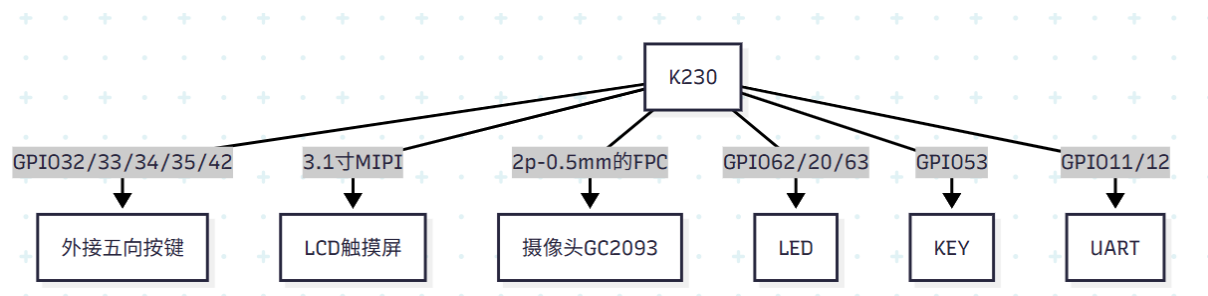 K230
GPIO32/33/34/35/42
3.1寸MIPI
2p-0.5mm的FPC
GPIO62/20/63
GPIO53
GPIO11/12
外接五向按键
LCD触摸屏
摄像头GC2093
LED
KEY
UART